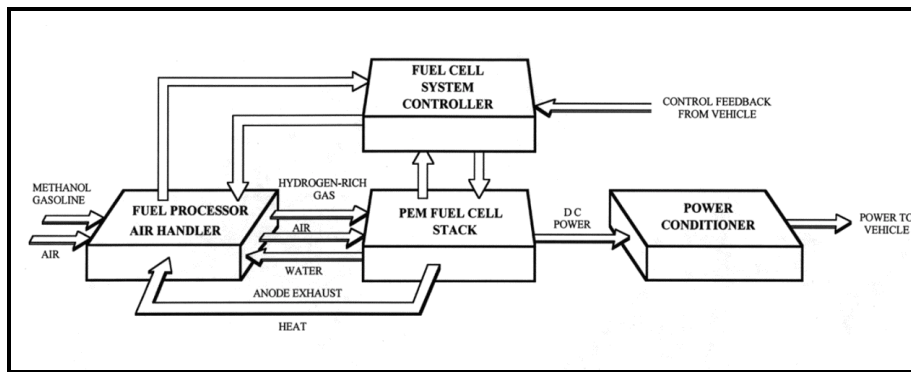 FUEL CELL
SYSTEM
CONTROLLER
CONTROL FEEDBACK
FROM VEHICLE
METHANOL
GASOLINE
AIR
FUEL PROCESSOR
AIR HANDLER
HYDROGEN-RICH
GAS
AIR
WATER
ANODE EXHAUST
HEAT
PEM FUEL CELL
STACK
D C
POWER
POWER
CONDITIONER
POWER TO
VEHICLE